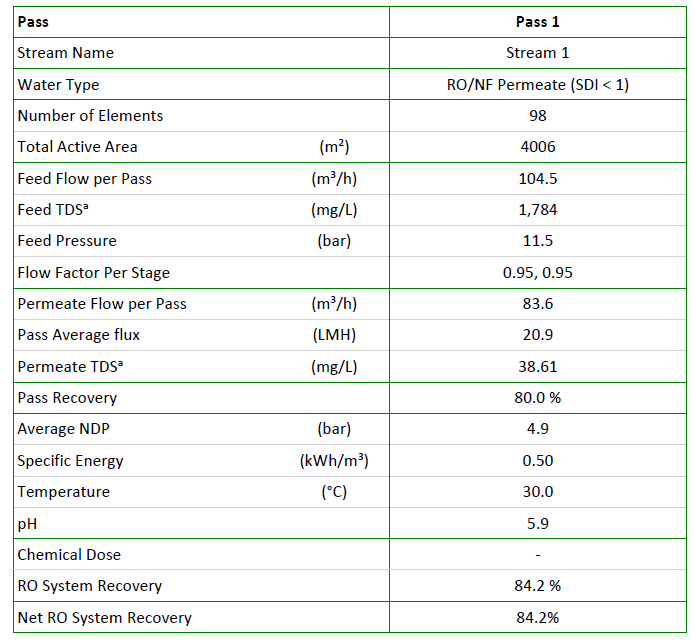 Pass Pass 1
Stream Name Stream 1
Water Type RO/NF Permeate (SDI < 1)
Number of Elements 98
Total Active Area (m²) 4006
Feed Flow per Pass (m³/h) 104.5
Feed TDSᵃ (mg/L) 1,784
Feed Pressure (bar) 11.5
Flow Factor Per Stage 0.95, 0.95
Permeate Flow per Pass (m³/h) 83.6
Pass Average flux (LMH) 20.9
Permeate TDSᵃ (mg/L) 38.61
Pass Recovery 80.0 %
Average NDP (bar) 4.9
Specific Energy (kWh/m³) 0.50
Temperature (°C) 30.0
pH 5.9
Chemical Dose -
RO System Recovery 84.2 %
Net RO System Recovery 84.2%